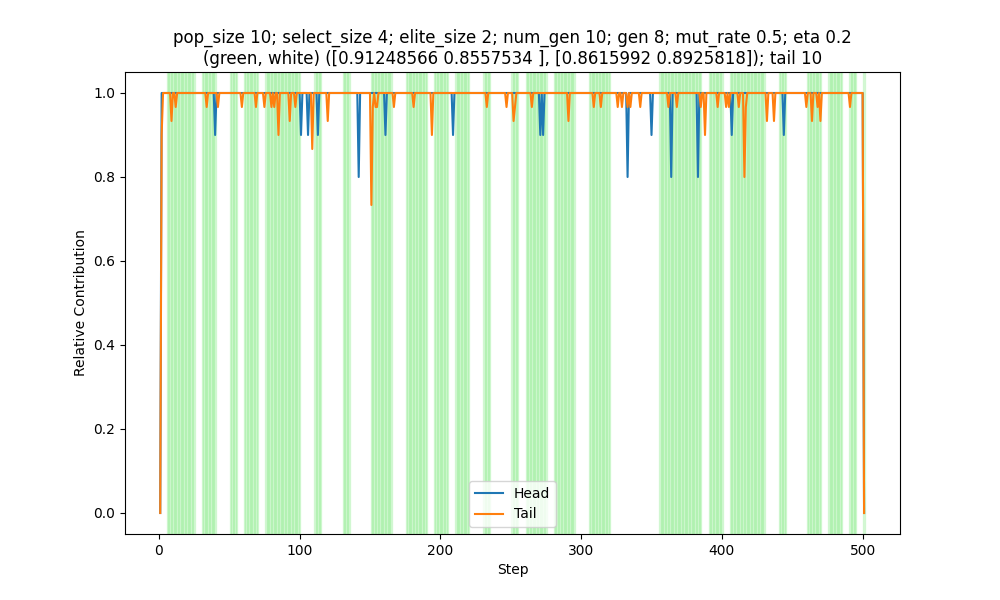 pop_size 10; select_size 4; elite_size 2; num_gen 10; gen 8; mut_rate 0.5; eta 0.2
(green, white) ([0.91248566 0.8557534 ], [0.8615992 0.8925818]); tail 10
1.0
0.8
0.6
0.4
0.2
0.0
Relative Contribution
Head
Tail
0
100
200
300
400
500
Step